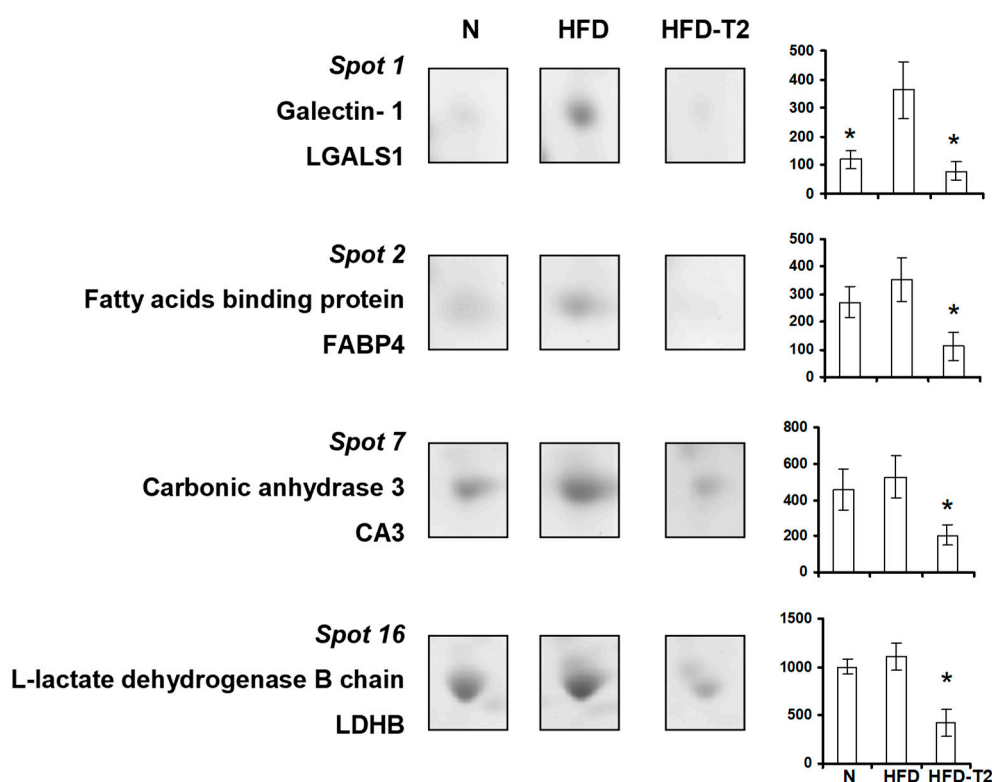 N HFD HFD-T2
Spot 1
Galectin- 1
LGALS1
500
400
300
200
100
0
*
*
Spot 2
Fatty acids binding protein
FABP4
500
400
300
200
100
0
*
Spot 7
Carbonic anhydrase 3
CA3
800
600
400
200
0
*
Spot 16
L-lactate dehydrogenase B chain
LDHB
1500
1000
500
0
*
N HFD HFD-T2